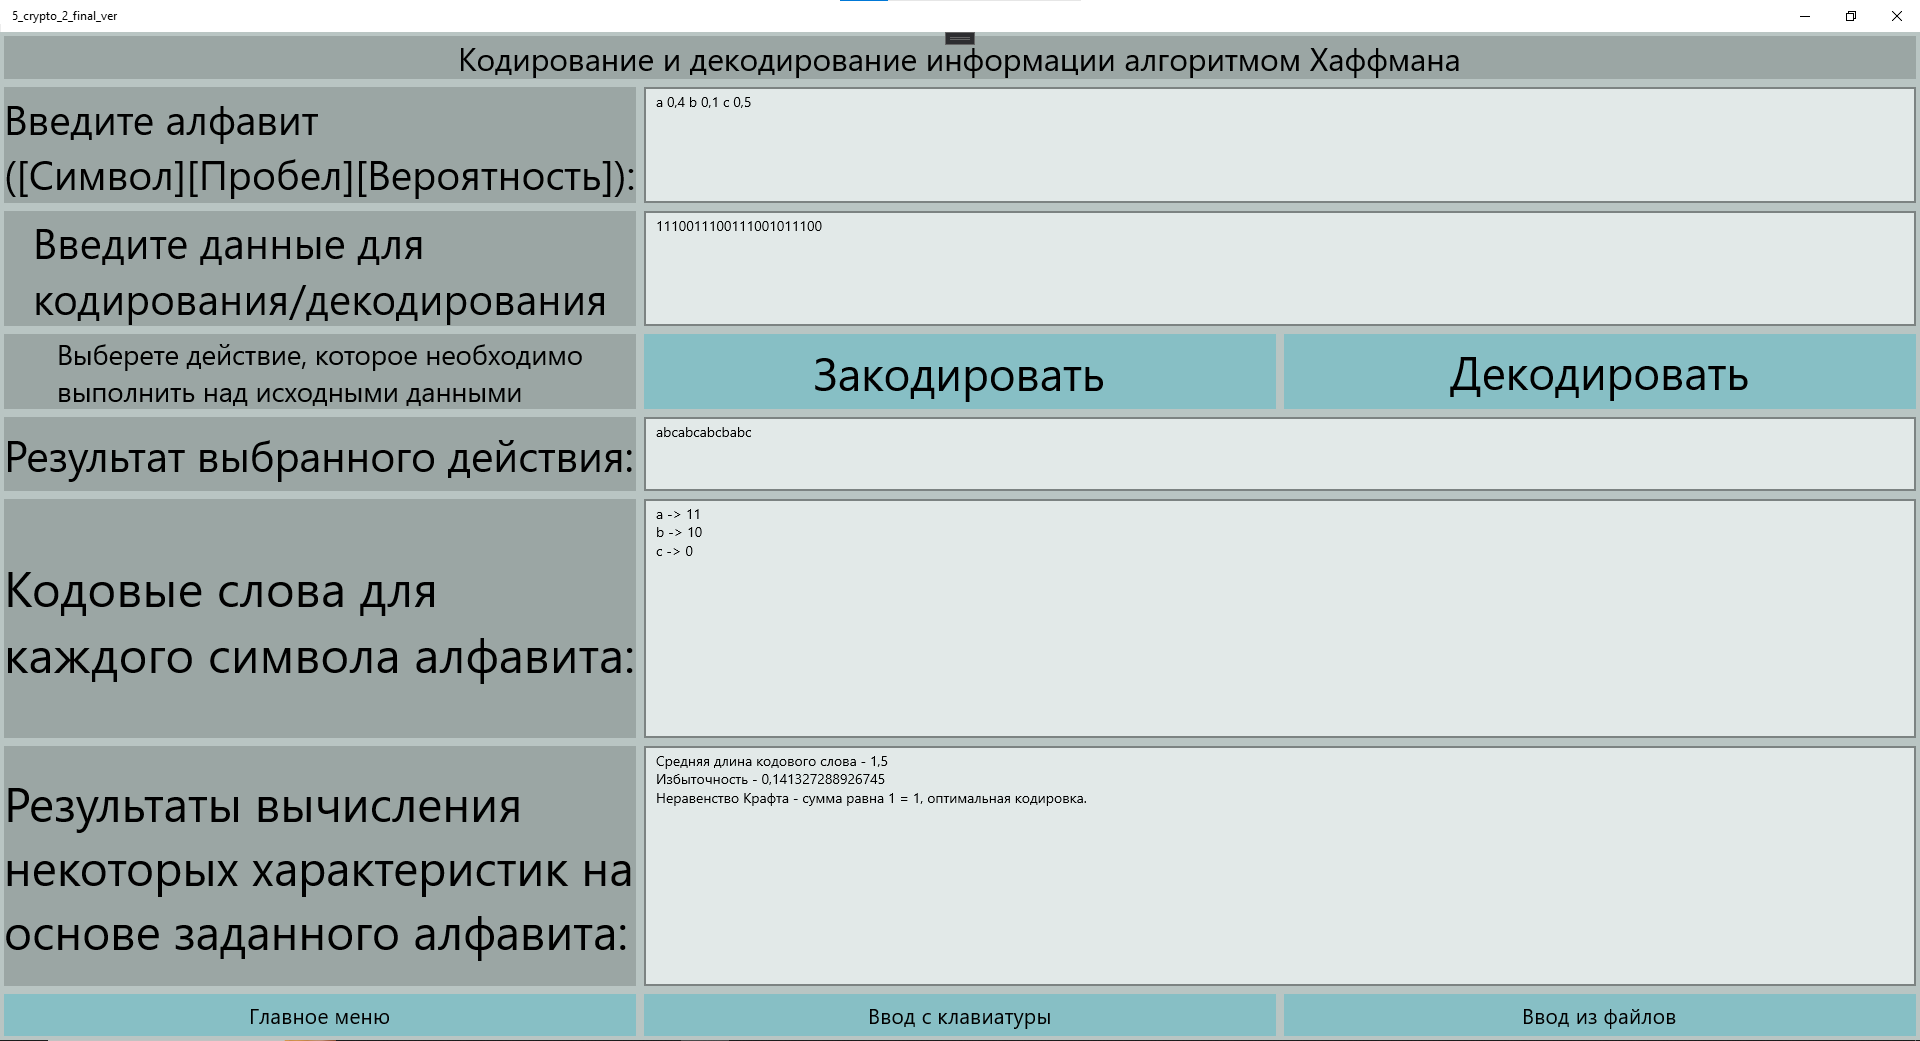 5_crypto_2_final_ver
Кодирование и декодирование информации алгоритмом Хаффмана
Введите алфавит
([Символ][Пробел][Вероятность]):
a 0,4 b 0,1 c 0,5
Введите данные для
кодирования/декодирования
1110011100111001011100
Выберете действие, которое необходимо
выполнить над исходными данными
Закодировать
Декодировать
Результат выбранного действия:
abcabcabcbabc
Кодовые слова для
каждого символа алфавита:
a -> 11
b -> 10
c -> 0
Результаты вычисления
некоторых характеристик на
основе заданного алфавита:
Средняя длина кодового слова - 1,5
Избыточность - 0,141327288926745
Неравенство Крафта - сумма равна 1 = 1, оптимальная кодировка.
Главное меню
Ввод с клавиатуры
Ввод из файлов